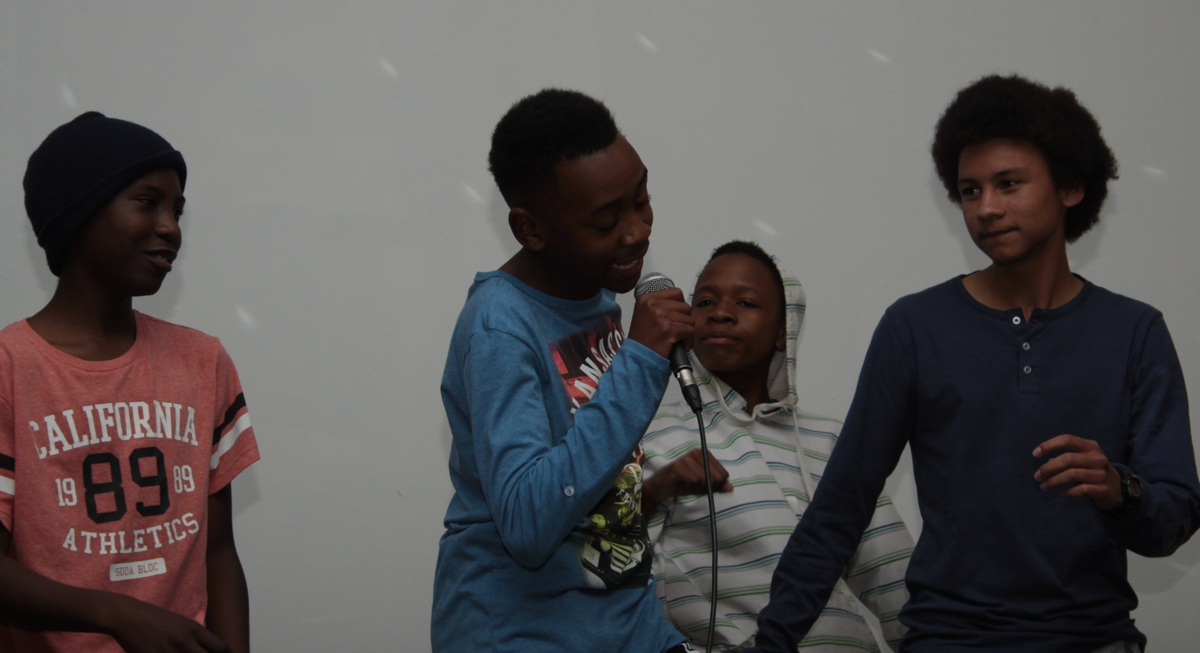 CALIFORNIA
19 89 89
ATHLETICS
SODA BLOC